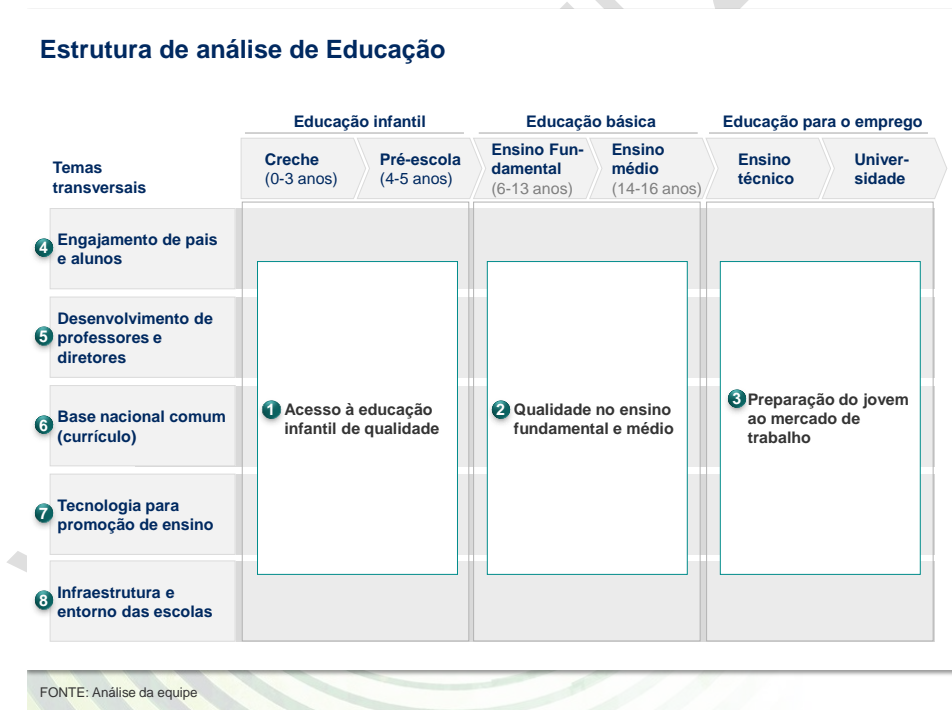 Estrutura de análise de Educação
Educação infantil
Educação básica
Educação para o emprego
Temas
transversais
Creche
(0-3 anos)
Pré-escola
(4-5 anos)
Ensino Fun-
damental
(6-13 anos)
Ensino
médio
(14-16 anos)
Ensino
técnico
Univer-
sidade
4 Engajamento de pais
e alunos
5 Desenvolvimento de
professores e
diretores
6 Base nacional comum
(currículo)
7 Tecnologia para
promoção de ensino
8 Infraestrutura e
entorno das escolas
1 Acesso à educação
infantil de qualidade
2 Qualidade no ensino
fundamental e médio
3 Preparação do jovem
ao mercado de
trabalho
FONTE: Análise da equipe